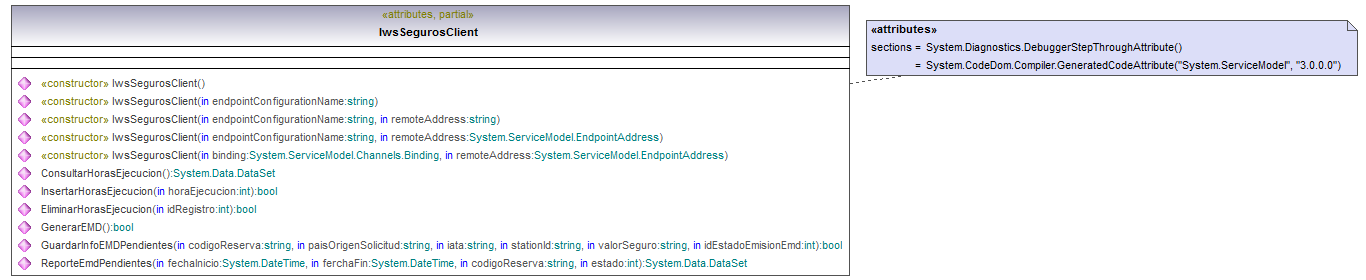 «attributes, partial»
IwsSegurosClient
«constructor» IwsSegurosClient()
«constructor» IwsSegurosClient(in endpointConfigurationName:string)
«constructor» IwsSegurosClient(in endpointConfigurationName:string, in remoteAddress:string)
«constructor» IwsSegurosClient(in endpointConfigurationName:string, in remoteAddress:System.ServiceModel.EndpointAddress)
«constructor» IwsSegurosClient(in binding:System.ServiceModel.Channels.Binding, in remoteAddress:System.ServiceModel.EndpointAddress)
ConsultarHorasEjecucion():System.Data.DataSet
InsertarHorasEjecucion(in horaEjecucion:int):bool
EliminarHorasEjecucion(in idRegistro:int):bool
GenerarEMD():bool
GuardarInfoEMDPendientes(in codigoReserva:string, in paisOrigenSolicitud:string, in iata:string, in stationId:string, in valorSeguro:string, in idEstadoEmisionEmd:int):bool
ReporteEmdPendientes(in fechaInicio:System.DateTime, in ferchaFin:System.DateTime, in codigoReserva:string, in estado:int):System.Data.DataSet
«attributes»
sections = System.Diagnostics.DebuggerStepThroughAttribute()
= System.CodeDom.Compiler.GeneratedCodeAttribute("System.ServiceModel", "3.0.0.0")